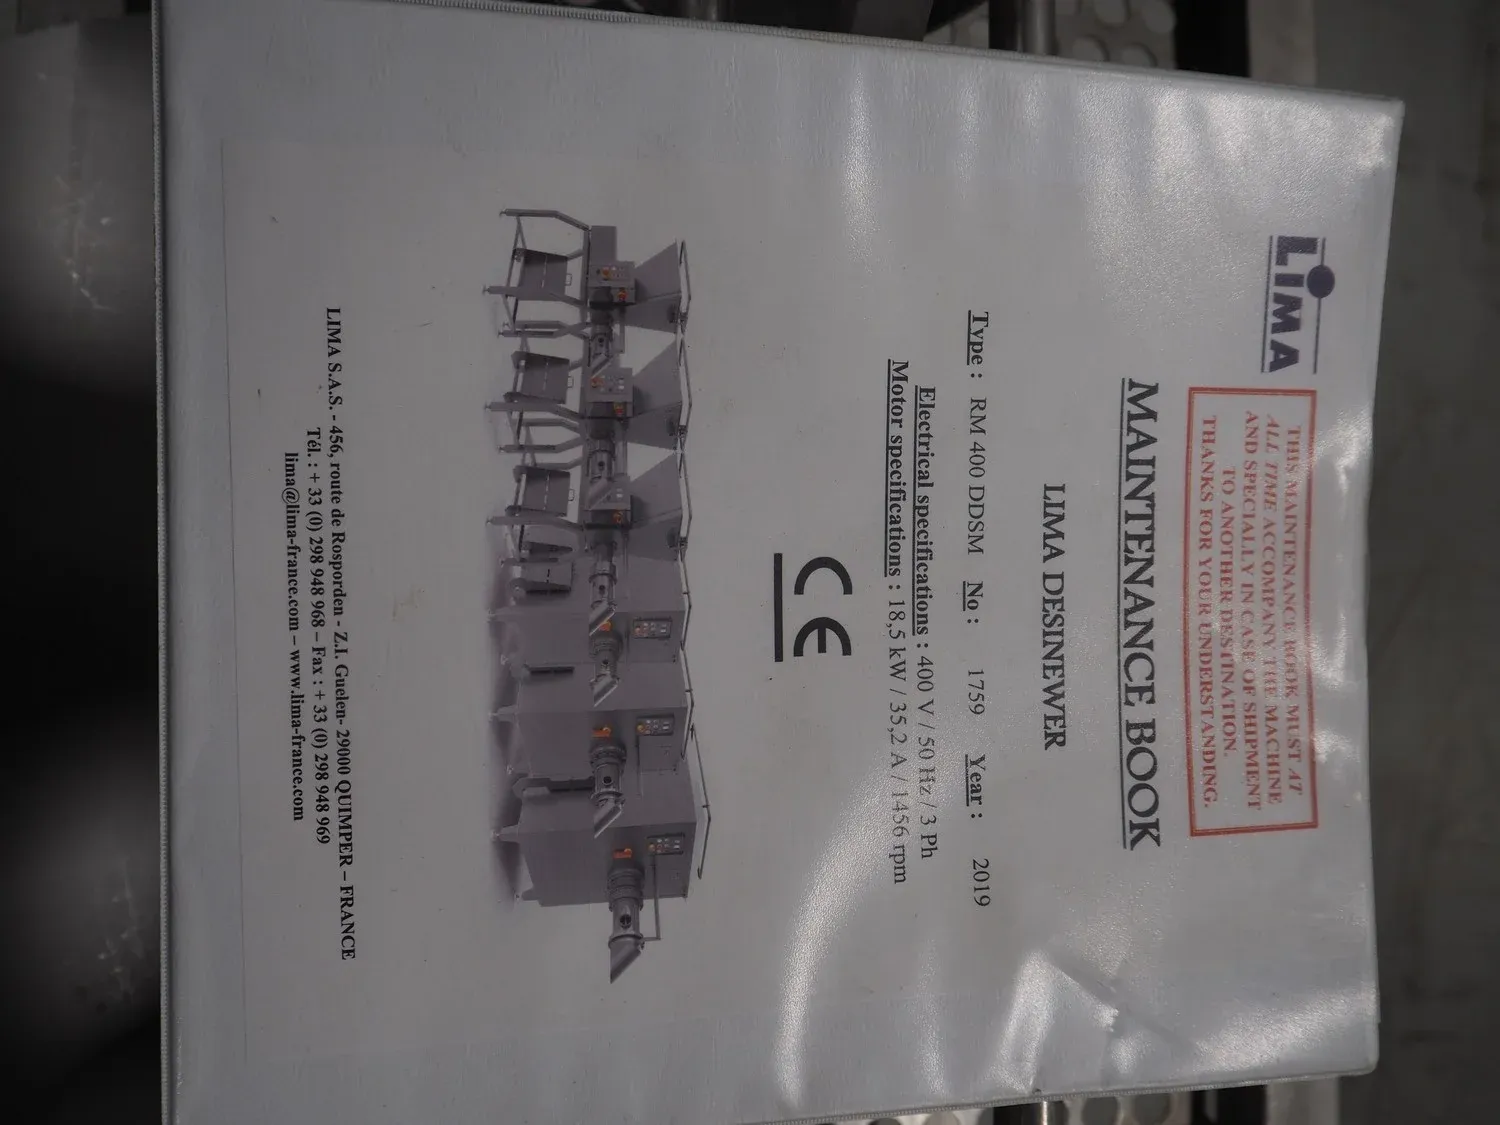 LiMA
THIS MAINTENANCE BOOK MUST AT
ALL TIME ACCOMPANY THE MACHINE
AND SPECIALLY IN CASE OF SHIPMENT
TO ANOTHER DESTINATION.
THANKS FOR YOUR UNDERSTANDING.
MAINTENANCE BOOK
LIMA DESINEWER
Type : RM 400 DDSM No : 1759 Year : 2019
Electrical specifications : 400 V / 50 Hz / 3 Ph
Motor specifications : 18,5 kW / 35,2 A / 1456 rpm
CE
LIMA S.A.S. - 456, route de Rosporden - Z.I. Guelen- 29000 QUIMPER – FRANCE
Tél. : + 33 (0) 298 948 968 – Fax : + 33 (0) 298 948 969
lima@lima-france.com – www.lima-france.com